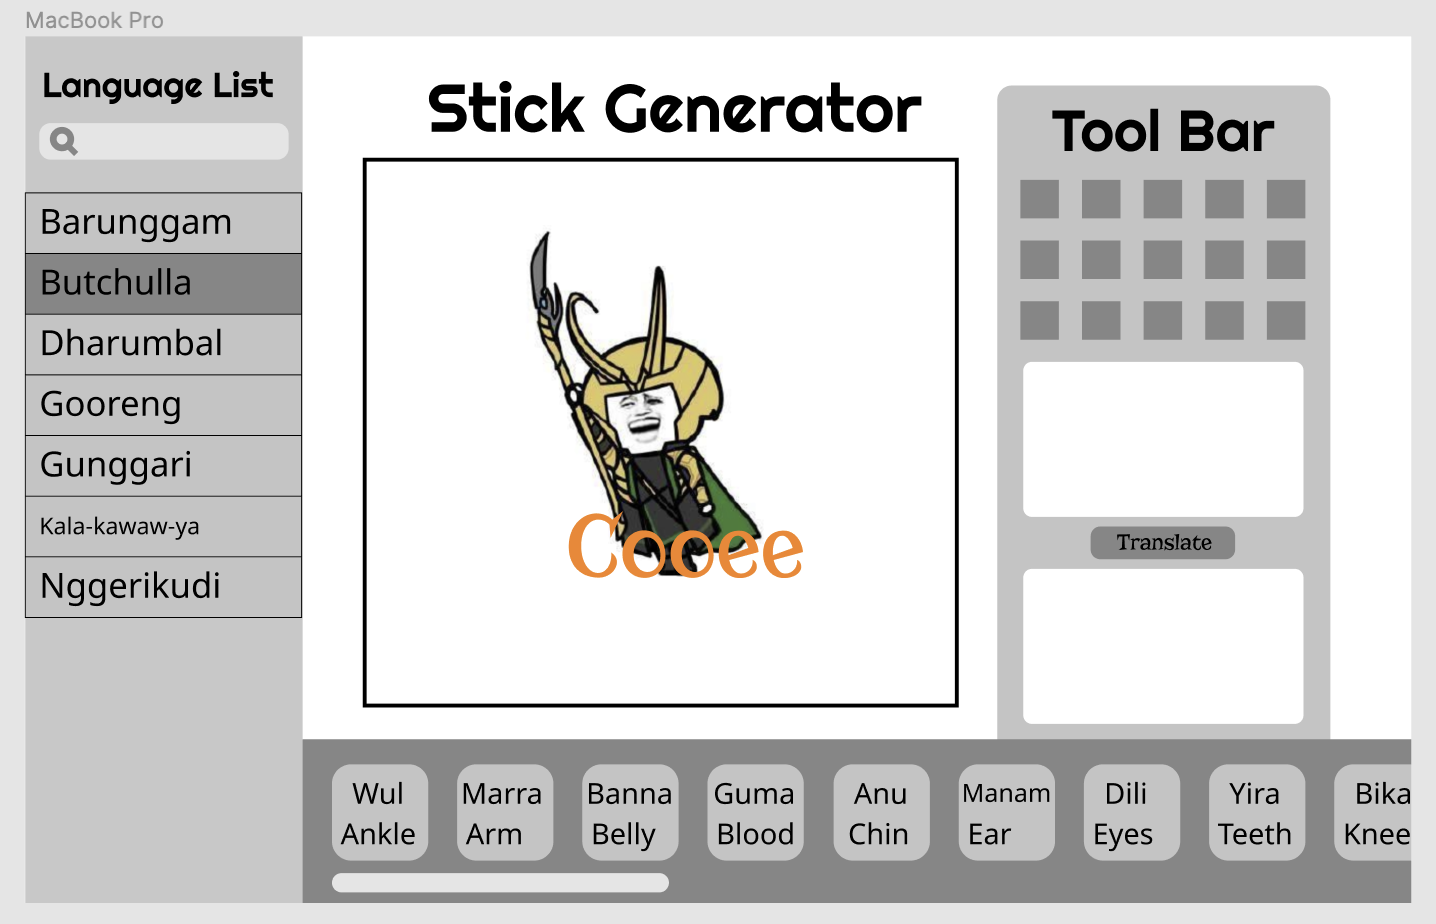 MacBook Pro
Language List
Barunggam
Butchulla
Dharumbal
Gooreng
Gunggari
Kala-kawaw-ya
Nggerikudi
Stick Generator
Cooee
Tool Bar
Translate
Wul
Ankle
Marra
Arm
Banna
Belly
Guma
Blood
Anu
Chin
Manam
Ear
Dili
Eyes
Yira
Teeth
Bika
Knee